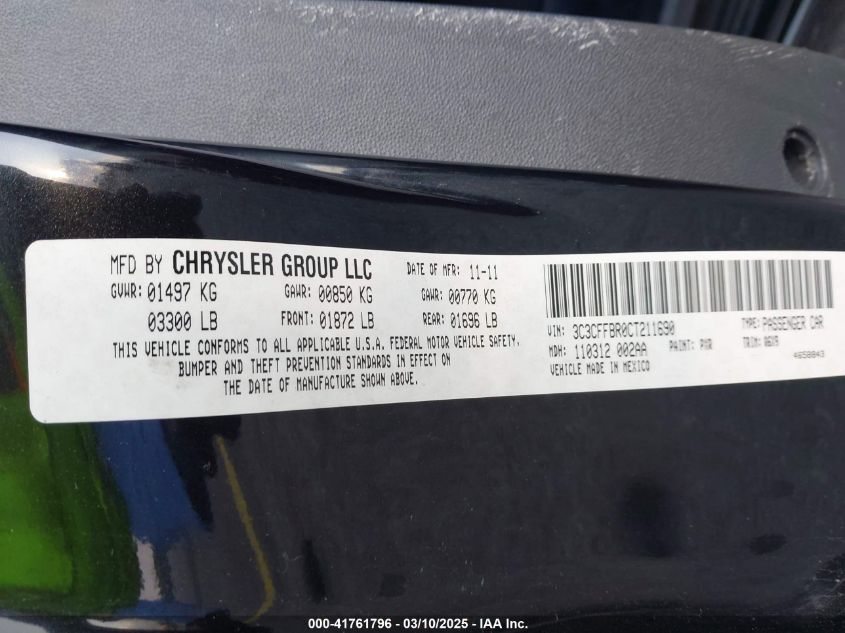 MFD BY CHRYSLER GROUP LLC DATE OF MFR: 11-11
GVWR: 01497 KG GAWR: 00850 KG GAWR: 00770 KG
03300 LB FRONT: 01872 LB REAR: 01696 LB
THIS VEHICLE CONFORMS TO ALL APPLICABLE U.S.A. FEDERAL MOTOR VEHICLE SAFETY,
BUMPER AND THEFT PREVENTION STANDARDS IN EFFECT ON
THE DATE OF MANUFACTURE SHOWN ABOVE.
VIN: 3C3CFFBR0CT211690 TYPE: PASSENGER CAR
MDH: 110312 002AA PAINT: PXR TRIM: O6X9
VEHICLE MADE IN MEXICO 4658843
000-41761796 - 03/10/2025 - IAA Inc.